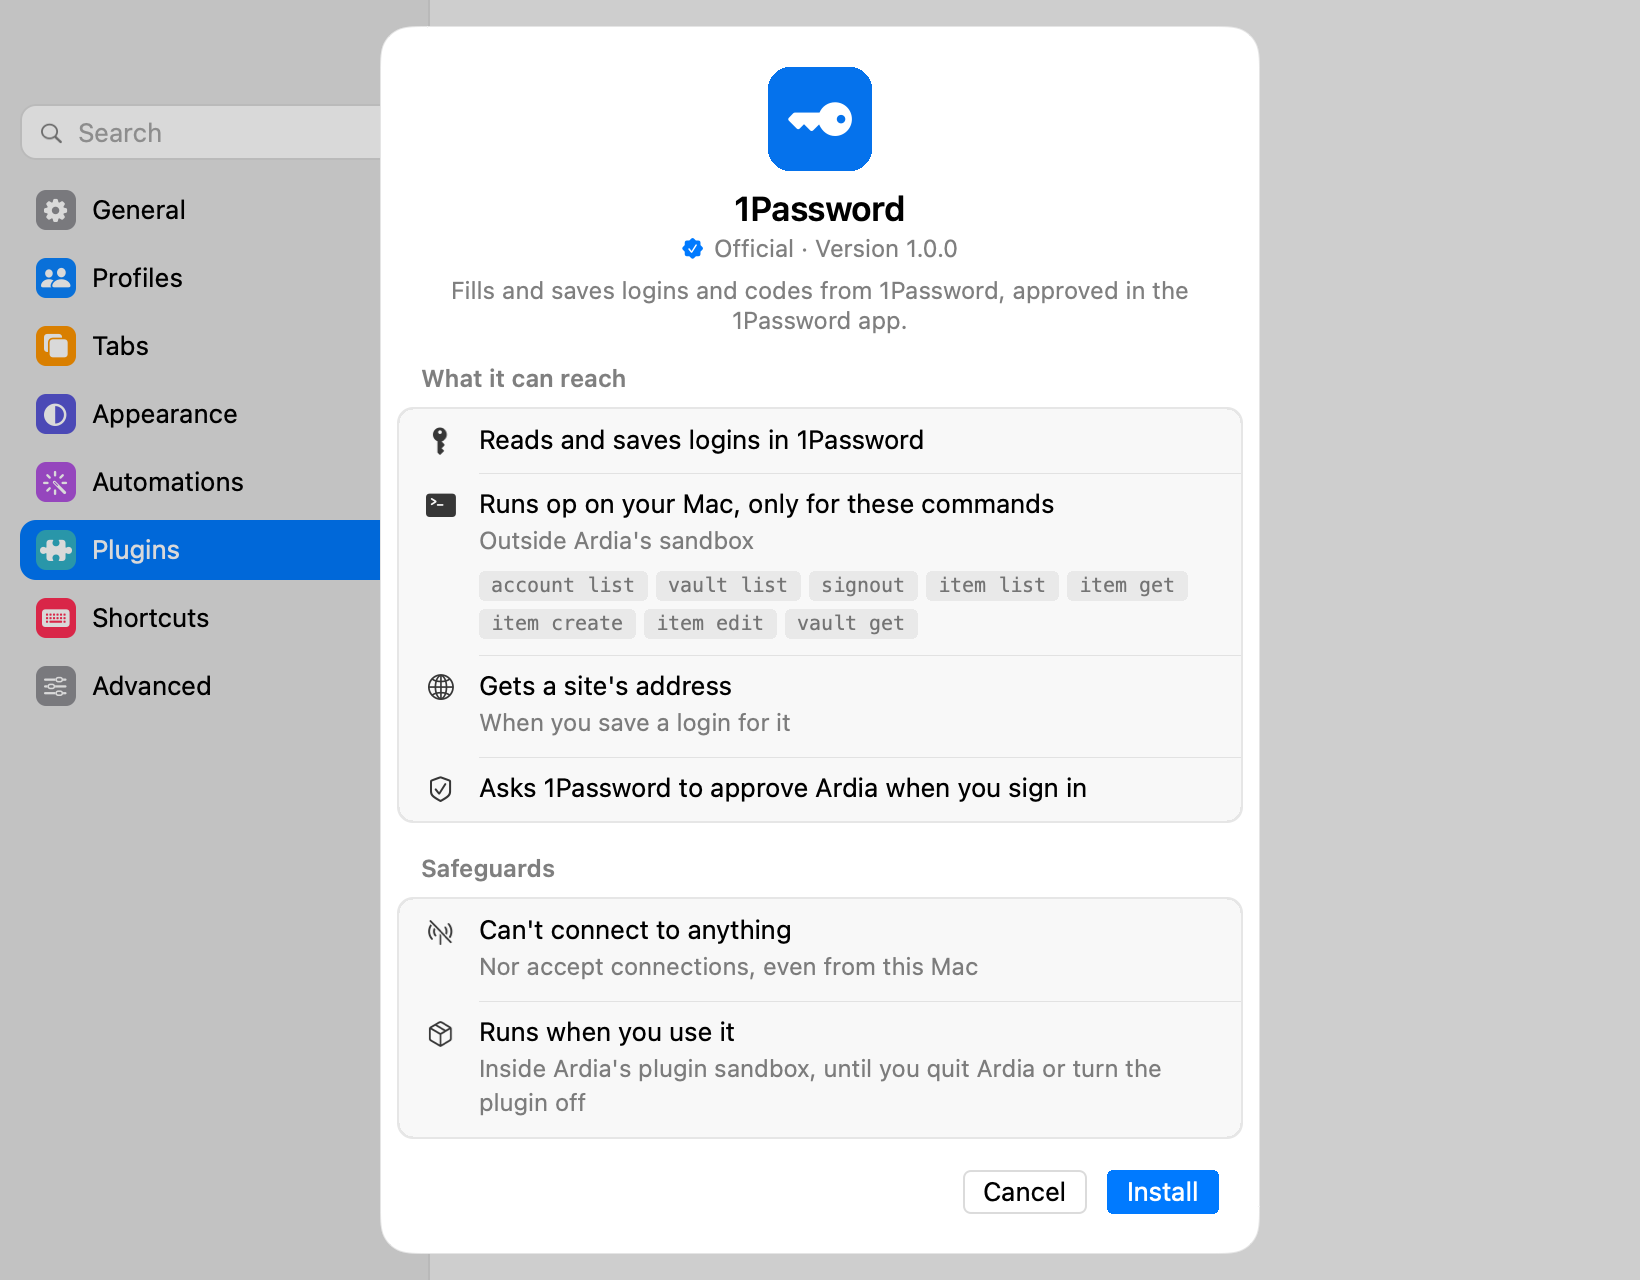 Search
General
Profiles
Tabs
Appearance
Automations
Plugins
Shortcuts
Advanced
1Password
Official · Version 1.0.0
Fills and saves logins and codes from 1Password, approved in the
1Password app.
What it can reach
Reads and saves logins in 1Password
Runs op on your Mac, only for these commands
Outside Ardia's sandbox
account list vault list signout item list item get
item create item edit vault get
Gets a site's address
When you save a login for it
Asks 1Password to approve Ardia when you sign in
Safeguards
Can't connect to anything
Nor accept connections, even from this Mac
Runs when you use it
Inside Ardia's plugin sandbox, until you quit Ardia or turn the
plugin off
Cancel Install